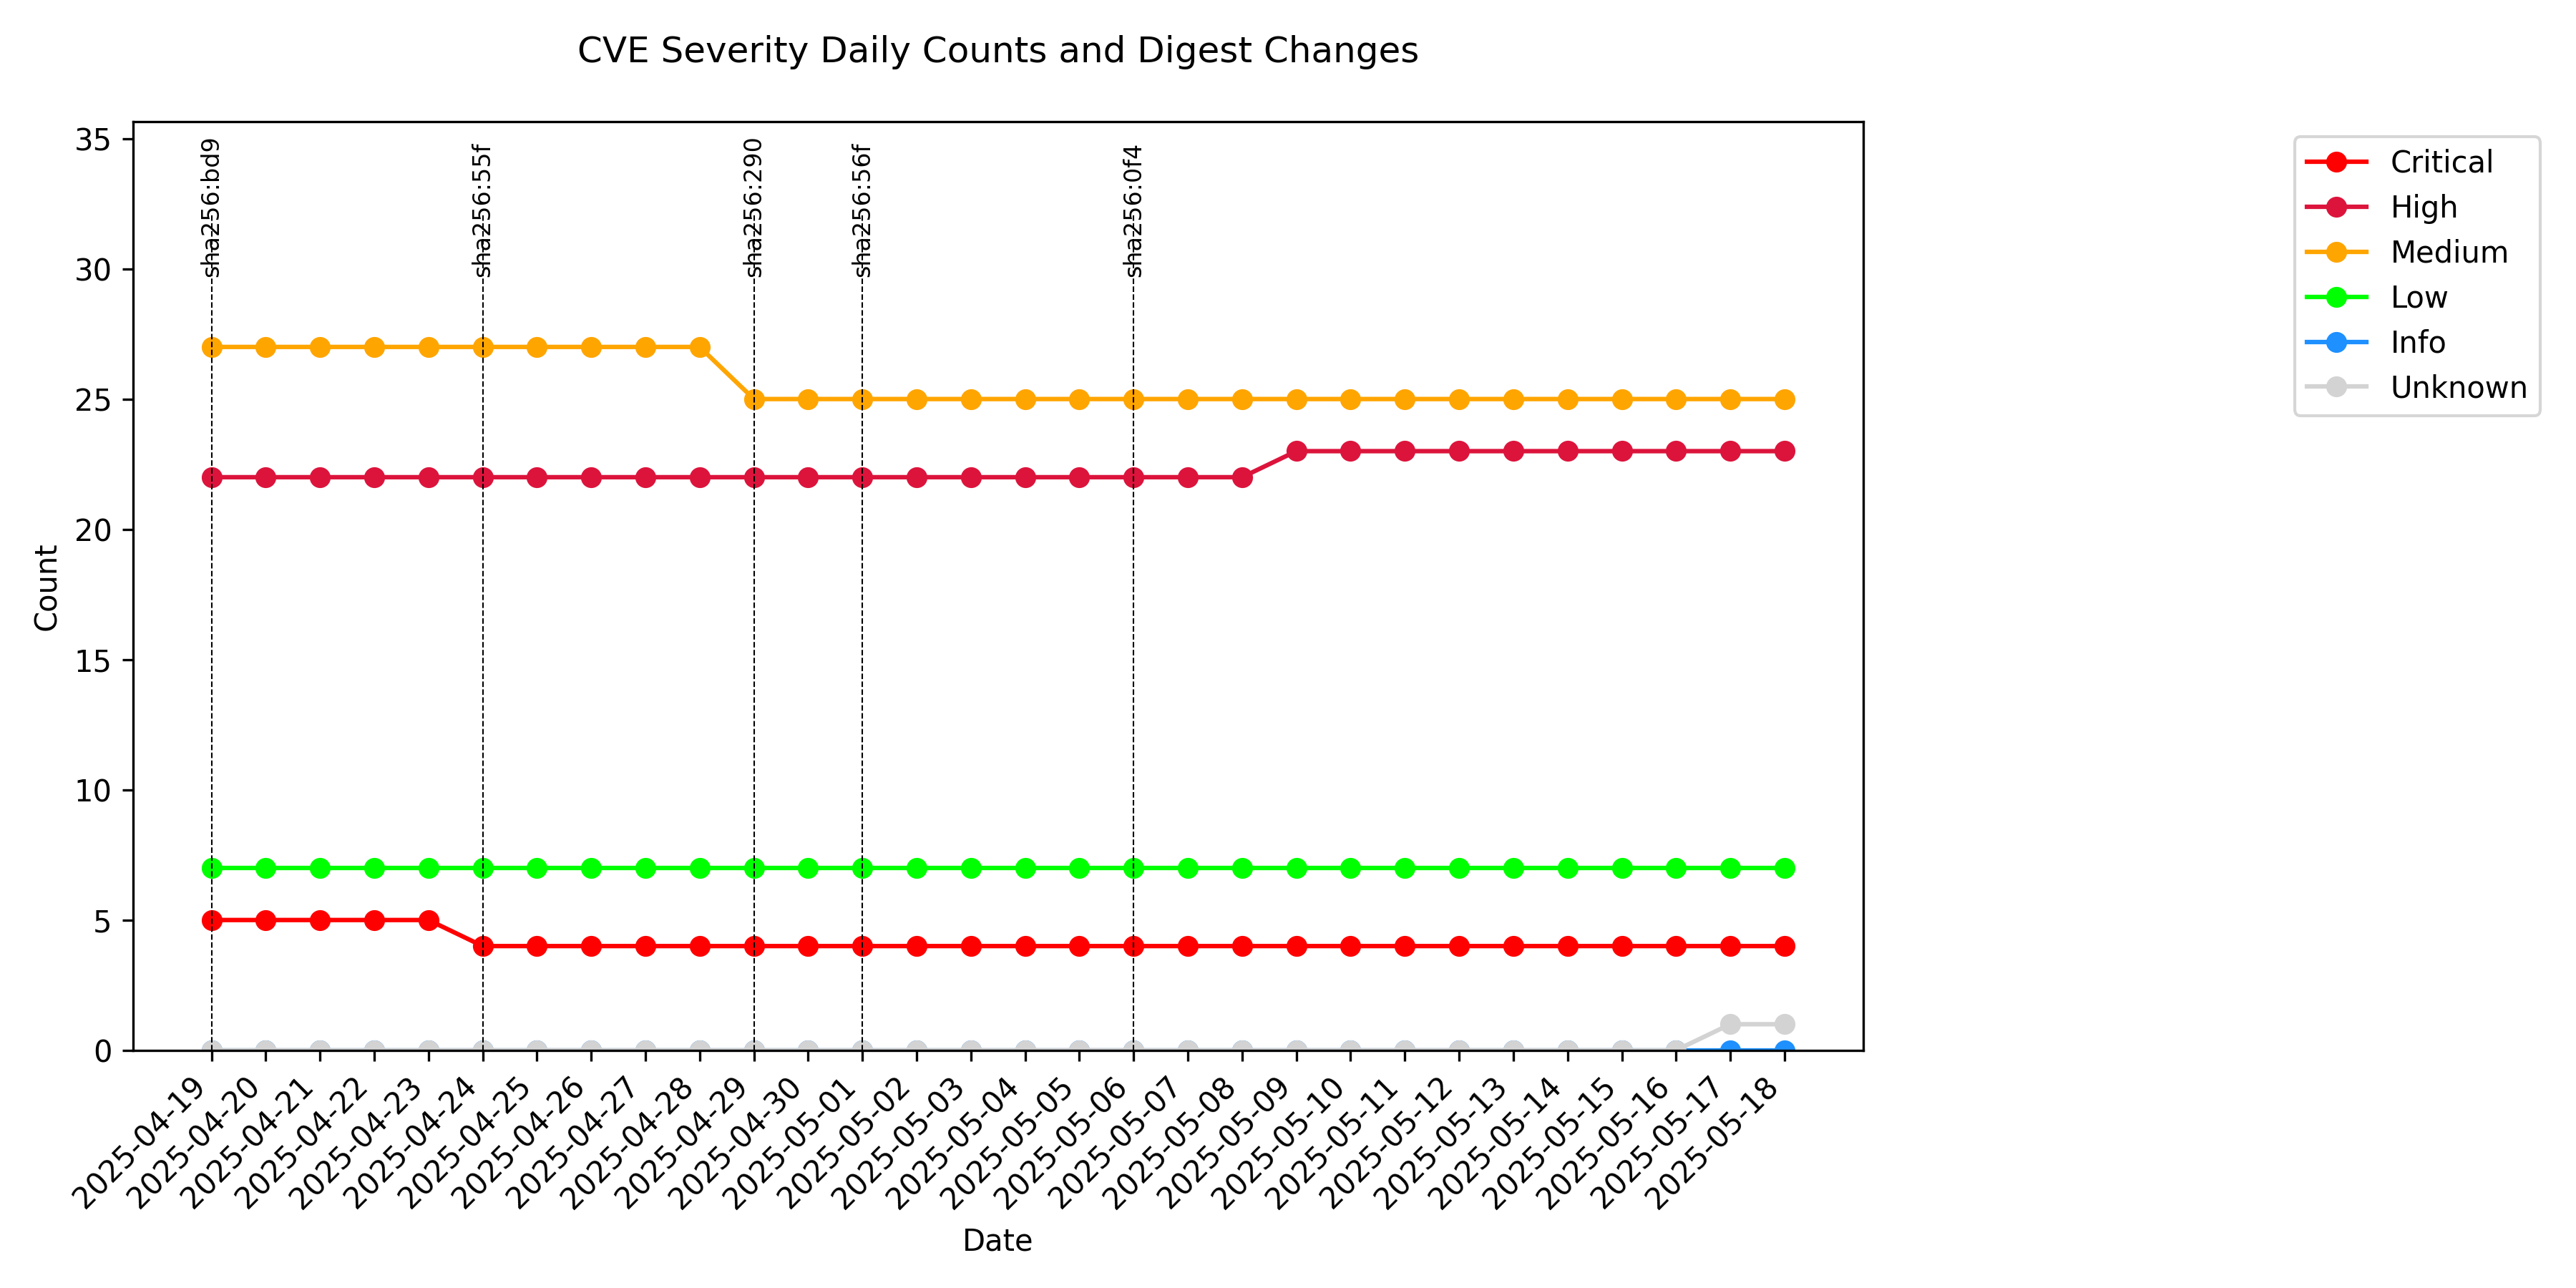 CVE Severity Daily Counts and Digest Changes
35
30
25
20
15
10
5
0
Count
sha256:bd9
sha256:55f
sha256:290
sha256:56f
sha256:0f4
Critical
High
Medium
Low
Info
Unknown
2025-04-19
2025-04-20
2025-04-21
2025-04-22
2025-04-23
2025-04-24
2025-04-25
2025-04-26
2025-04-27
2025-04-28
2025-04-29
2025-04-30
2025-05-01
2025-05-02
2025-05-03
2025-05-04
2025-05-05
2025-05-06
2025-05-07
2025-05-08
2025-05-09
2025-05-10
2025-05-11
2025-05-12
2025-05-13
2025-05-14
2025-05-15
2025-05-16
2025-05-17
2025-05-18
Date